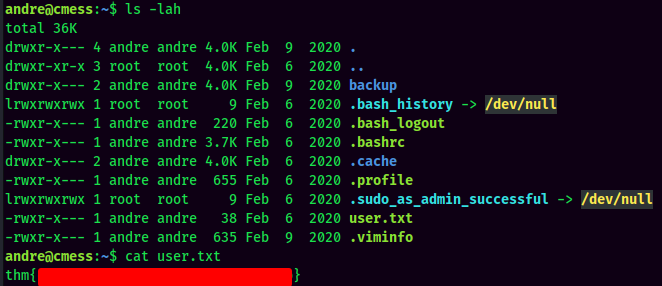 andre@cmess:~$ ls -lah
total 36K
drwxr-x--- 4 andre andre 4.0K Feb  9  2020 .
drwxr-xr-x 3 root  root  4.0K Feb  6  2020 ..
drwxr-x--- 2 andre andre 4.0K Feb  9  2020 backup
lrwxrwxrwx 1 root  root     9 Feb  6  2020 .bash_history -> /dev/null
-rwxr-x--- 1 andre andre  220 Feb  6  2020 .bash_logout
-rwxr-x--- 1 andre andre 3.7K Feb  6  2020 .bashrc
drwxr-x--- 2 andre andre 4.0K Feb  6  2020 .cache
-rwxr-x--- 1 andre andre  655 Feb  6  2020 .profile
lrwxrwxrwx 1 root  root     9 Feb  6  2020 .sudo_as_admin_successful -> /dev/null
-rwxr-x--- 1 andre andre   38 Feb  6  2020 user.txt
-rwxr-x--- 1 andre andre  635 Feb  9  2020 .viminfo
andre@cmess:~$ cat user.txt
thm{}